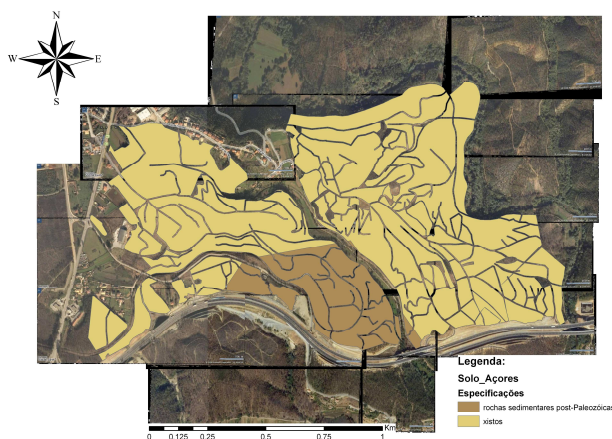 N
W E
S
Legenda:
Solo_Açores
Especificações
rochas sedimentares post-Paleozóicas
xistos
Km
0 0.125 0.25 0.5 0.75 1